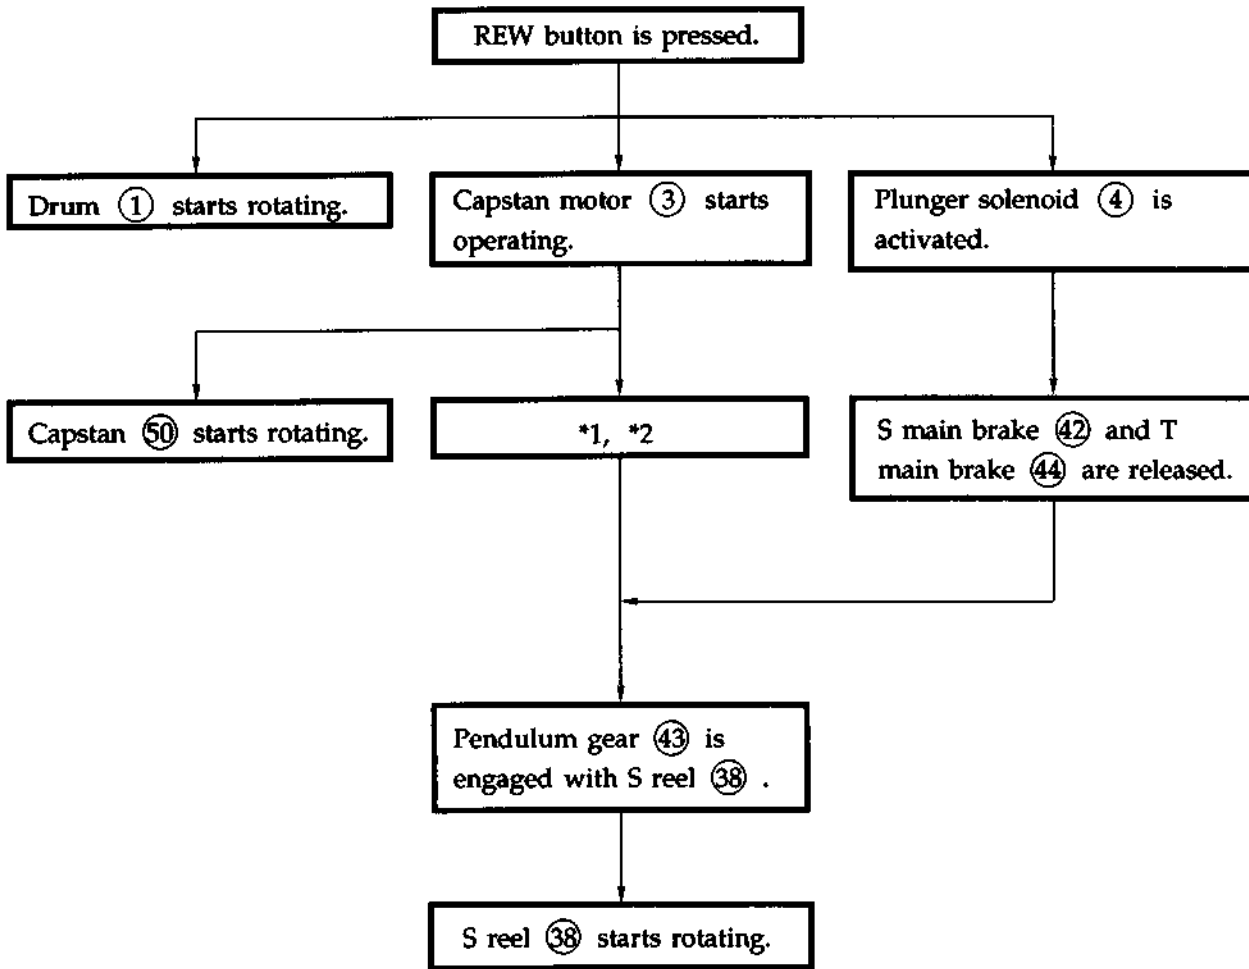 REW button is pressed.
Drum ① starts rotating.
Capstan motor ③ starts
operating.
Plunger solenoid ④ is
activated.
Capstan ㊿ starts rotating.
*1, *2
S main brake ㊷ and T
main brake ㊹ are released.
Pendulum gear ㊸ is
engaged with S reel ㊳ .
S reel ㊳ starts rotating.